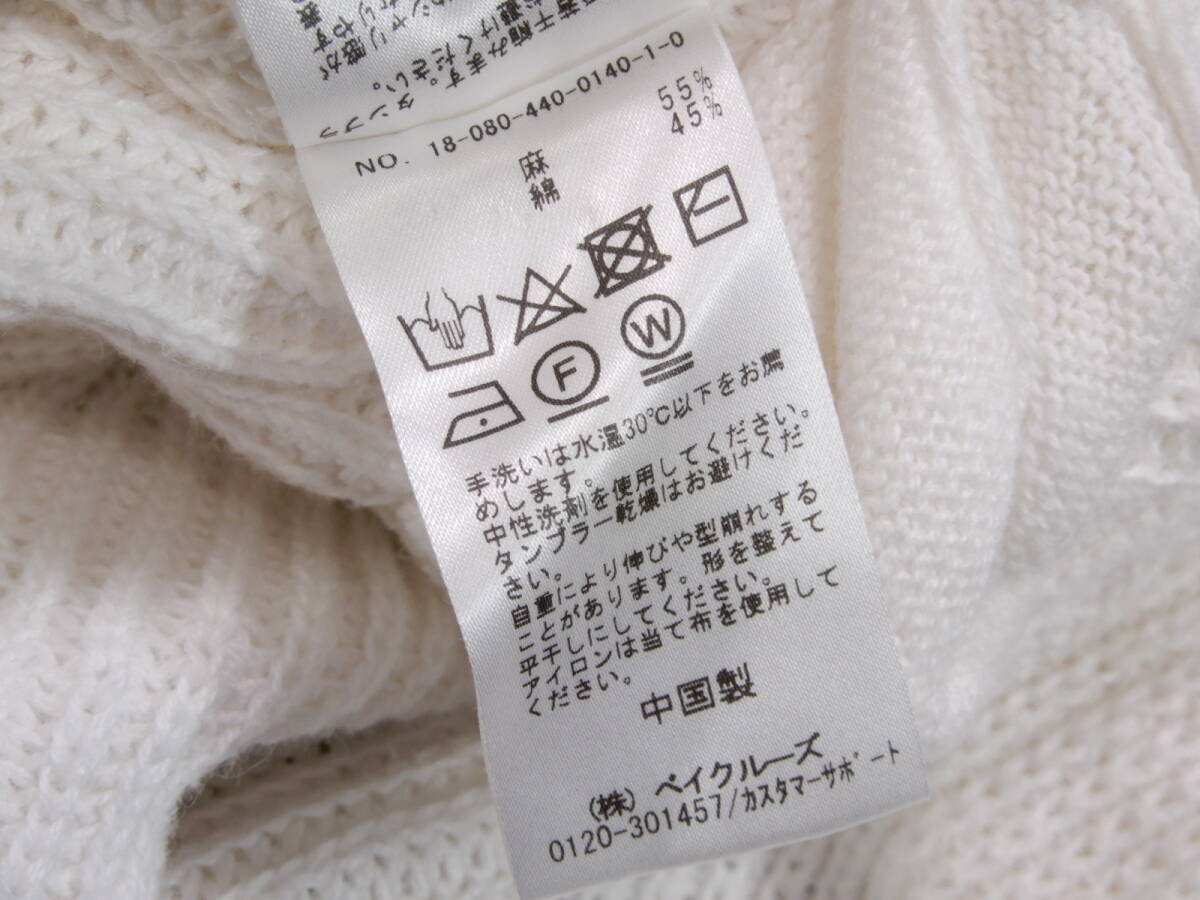 タンブラ
NO. 18-080-440-0140-1-0
麻 55%
綿 45%
F
W
手洗いは水温30℃以下をお薦
めします。
中性洗剤を使用してください。
タンブラー乾燥はお避けくだ
さい。
自重により伸びや型崩れする
ことがあります。形を整えて
平干しにしてください。
アイロンは当て布を使用して
ください。
中国製
(株) ベイクルーズ
0120-301457/カスタマーサポート